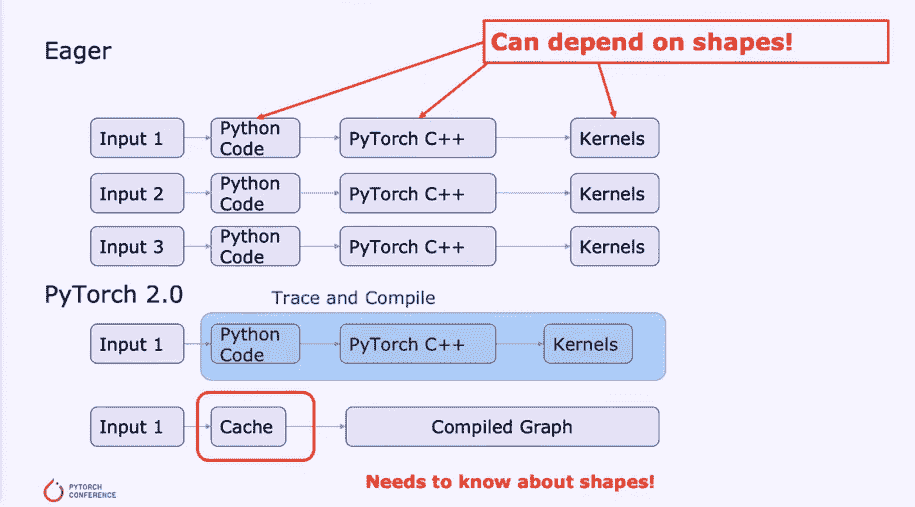 Eager
Can depend on shapes!
Input 1
Python
Code
PyTorch C++
Kernels
Input 2
Python
Code
PyTorch C++
Kernels
Input 3
Python
Code
PyTorch C++
Kernels
PyTorch 2.0
Trace and Compile
Input 1
Python
Code
PyTorch C++
Kernels
Input 1
Cache
Compiled Graph
Needs to know about shapes!
PYTORCH
CONFERENCE